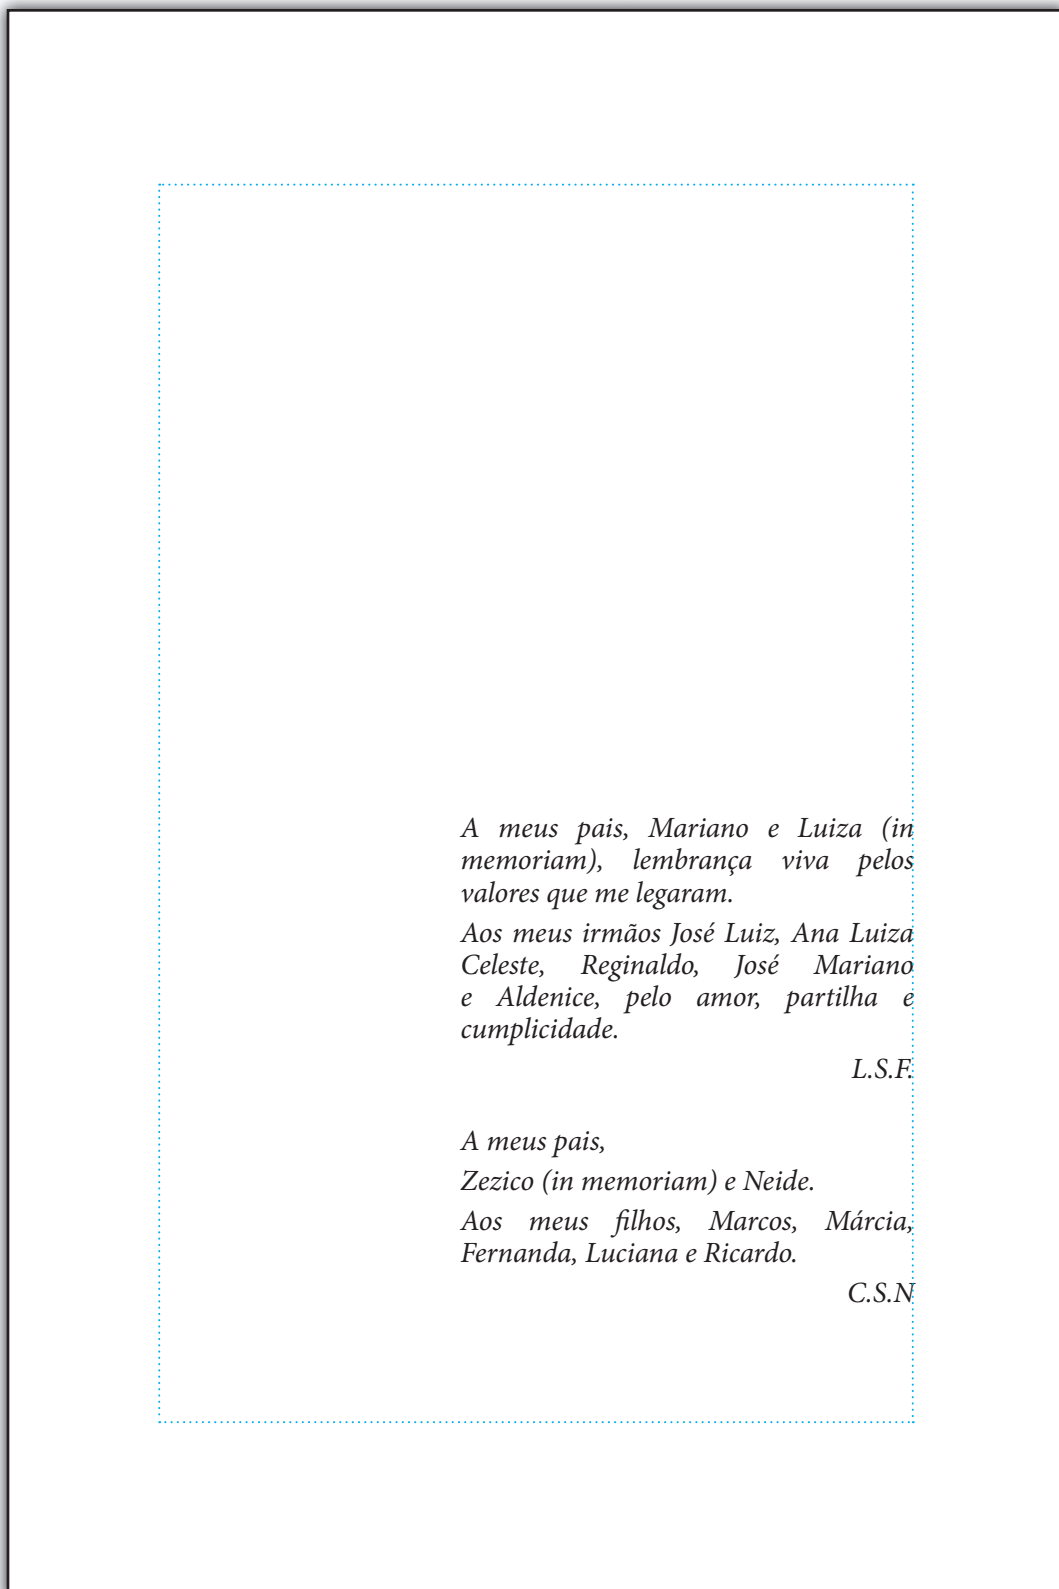 A meus pais, Mariano e Luiza (in
memoriam), lembrança viva pelos
valores que me legaram.
Aos meus irmãos José Luiz, Ana Luiza
Celeste, Reginaldo, José Mariano
e Aldenice, pelo amor, partilha e
cumplicidade.
L.S.F.
A meus pais,
Zezico (in memoriam) e Neide.
Aos meus filhos, Marcos, Márcia,
Fernanda, Luciana e Ricardo.
C.S.N